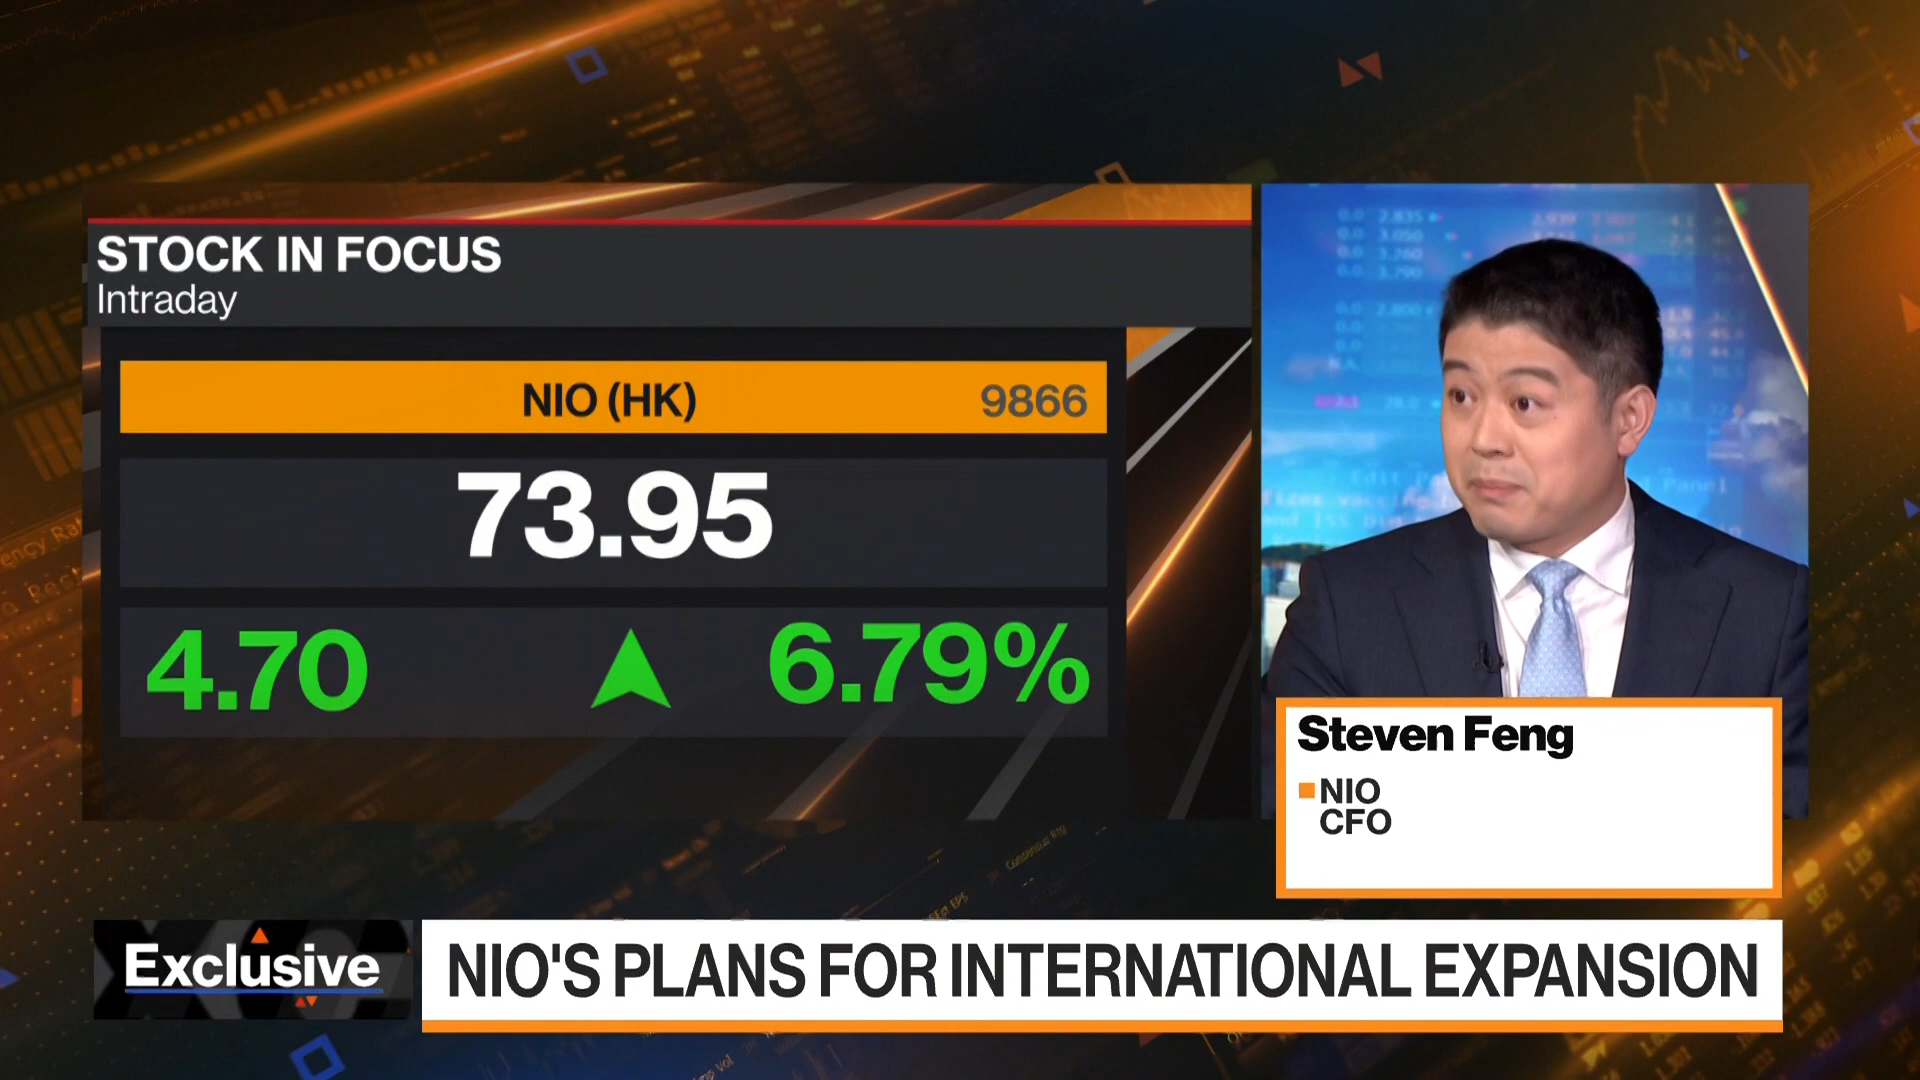 STOCK IN FOCUS
Intraday
NIO (HK) 9866
73.95
4.70 6.79%
Steven Feng
NIO
CFO
Exclusive
NIO'S PLANS FOR INTERNATIONAL EXPANSION